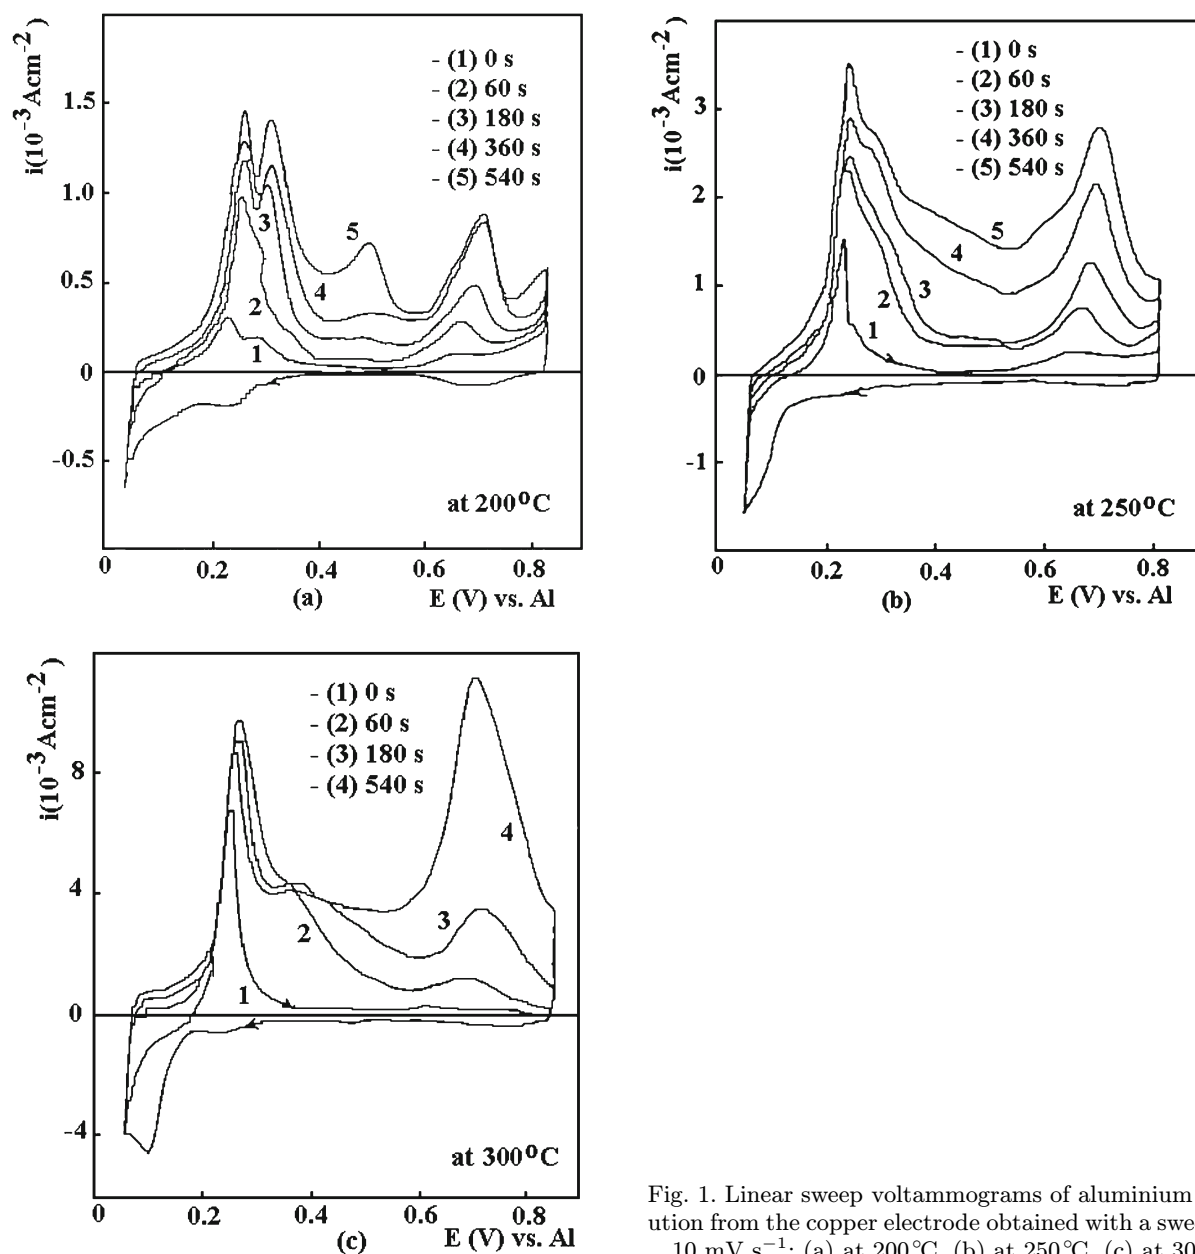 i(10⁻³Acm⁻²)
- (1) 0 s
- (2) 60 s
- (3) 180 s
- (4) 360 s
- (5) 540 s
1.5
1.0
0.5
0
-0.5
3
5
2
4
1
at 200°C
0 0.2 0.4 0.6 0.8
(a) E (V) vs. Al
i(10⁻³Acm⁻²)
- (1) 0 s
- (2) 60 s
- (3) 180 s
- (4) 360 s
- (5) 540 s
3
2
1
0
-1
5
4
2 3
1
at 250°C
0 0.2 0.4 0.6 0.8
(b) E (V) vs. Al
i(10⁻³Acm⁻²)
- (1) 0 s
- (2) 60 s
- (3) 180 s
- (4) 540 s
8
4
0
-4
4
3
2
1
at 300°C
0 0.2 0.4 0.6 0.8
(c) E (V) vs. Al
Fig. 1. Linear sweep voltammograms of aluminium
ution from the copper electrode obtained with a swe
10 mV s⁻¹: (a) at 200°C, (b) at 250°C, (c) at 30